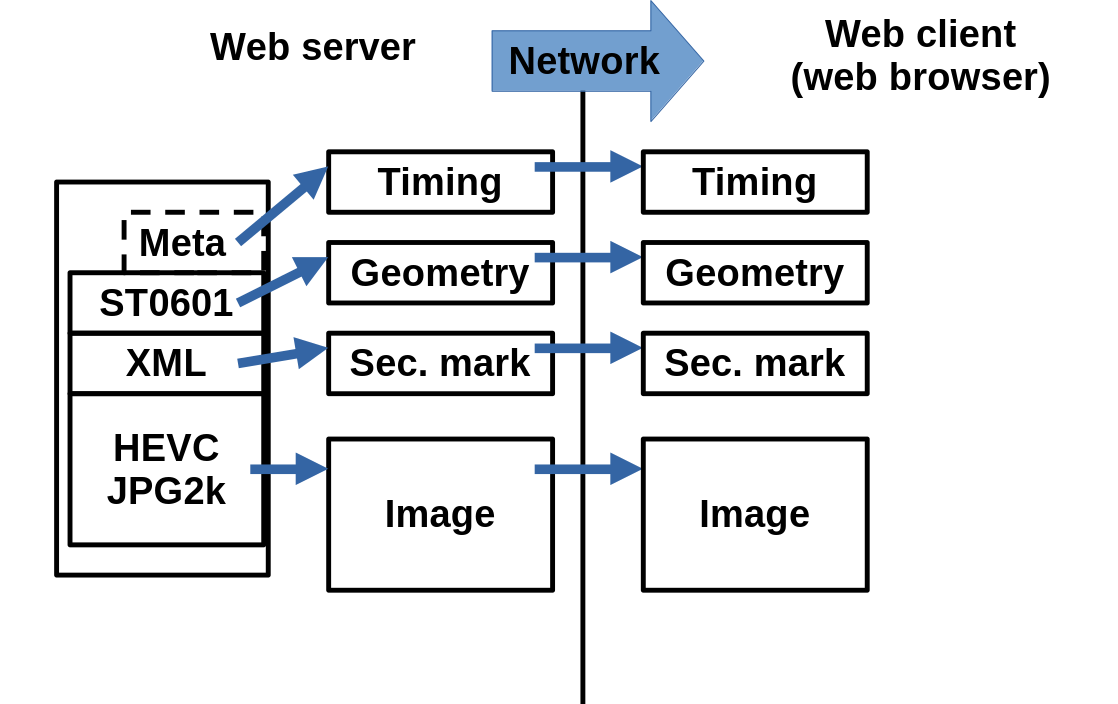 Web server
Network
Web client
(web browser)
Meta
ST0601
XML
HEVC
JPG2k
Timing
Geometry
Sec. mark
Image
Timing
Geometry
Sec. mark
Image